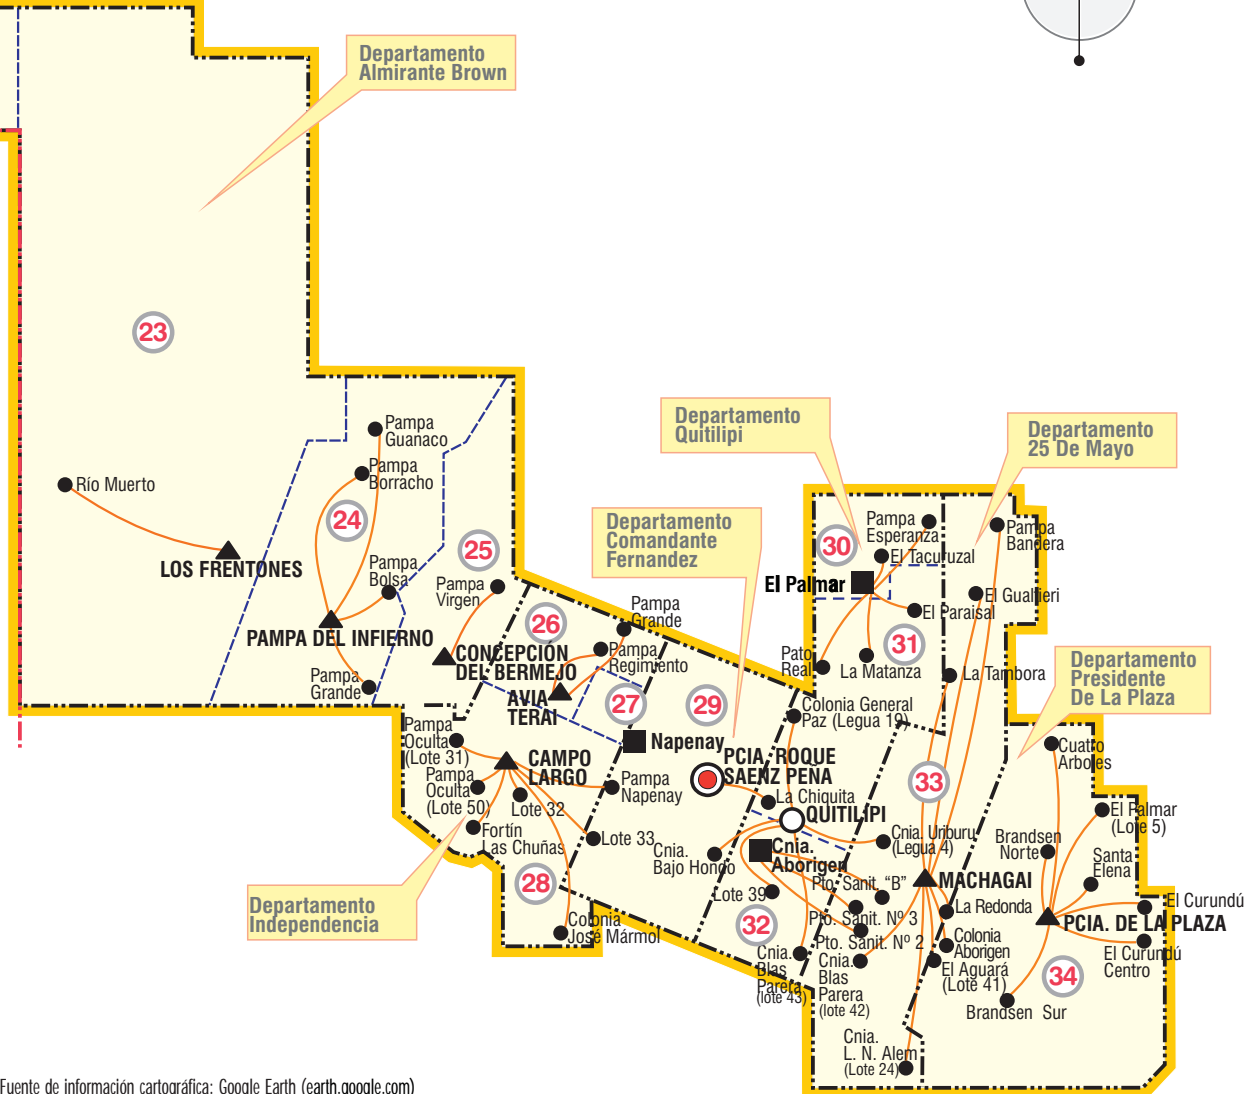 Departamento
Almirante Brown
23
Río Muerto
LOS FRENTONES
Pampa
Guanaco
Pampa
Borracho
24
Pampa
Bolsa
PAMPA DEL INFIERNO
Pampa
Grande
25
Pampa
Virgen
CONCEPCIÓN
DEL BERMEJO
26
Pampa
Grande
Pampa
Regimiento
AVIA
TERAI
27
Napenay
Pampa
Oculta
(Lote 31)
CAMPO
LARGO
Pampa
Oculta
(Lote 50)
Lote 32
Pampa
Napenay
Fortín
Las Chuñas
Lote 33
28
Colonia
José Mármol
Departamento
Independencia
Departamento
Comandante
Fernandez
29
PCIA. ROQUE
SAENZ PEÑA
La Chiquita
Departamento
Quitilipi
30
Pampa
Esperanza
El Tacuruzal
El Palmar
El Paraisal
31
Pato
Real
La Matanza
Colonia General
Paz (Legua 19)
QUITILIPI
Cnia. Uriburu
(Legua 4)
Cnia.
Bajo Hondo
Cnia.
Aborigen
Pto. Sanit. “B”
Lote 39
Pto. Sanit. Nº 3
Pto. Sanit. Nº 2
32
Cnia.
Blas
Parera
(lote 43)
Cnia.
Blas
Parera
(lote 42)
Departamento
25 De Mayo
Pampa
Bandera
El Gualtieri
La Tambora
33
MACHAGAI
La Redonda
Colonia
Aborigen
El Aguará
(Lote 41)
Cnia.
L. N. Alem
(Lote 24)
Departamento
Presidente
De La Plaza
Cuatro
Arboles
El Palmar
(Lote 5)
Brandsen
Norte
Santa
Elena
El Curundú
PCIA. DE LA PLAZA
El Curundú
Centro
34
Brandsen Sur
Fuente de información cartográfica: Google Earth (earth.google.com)